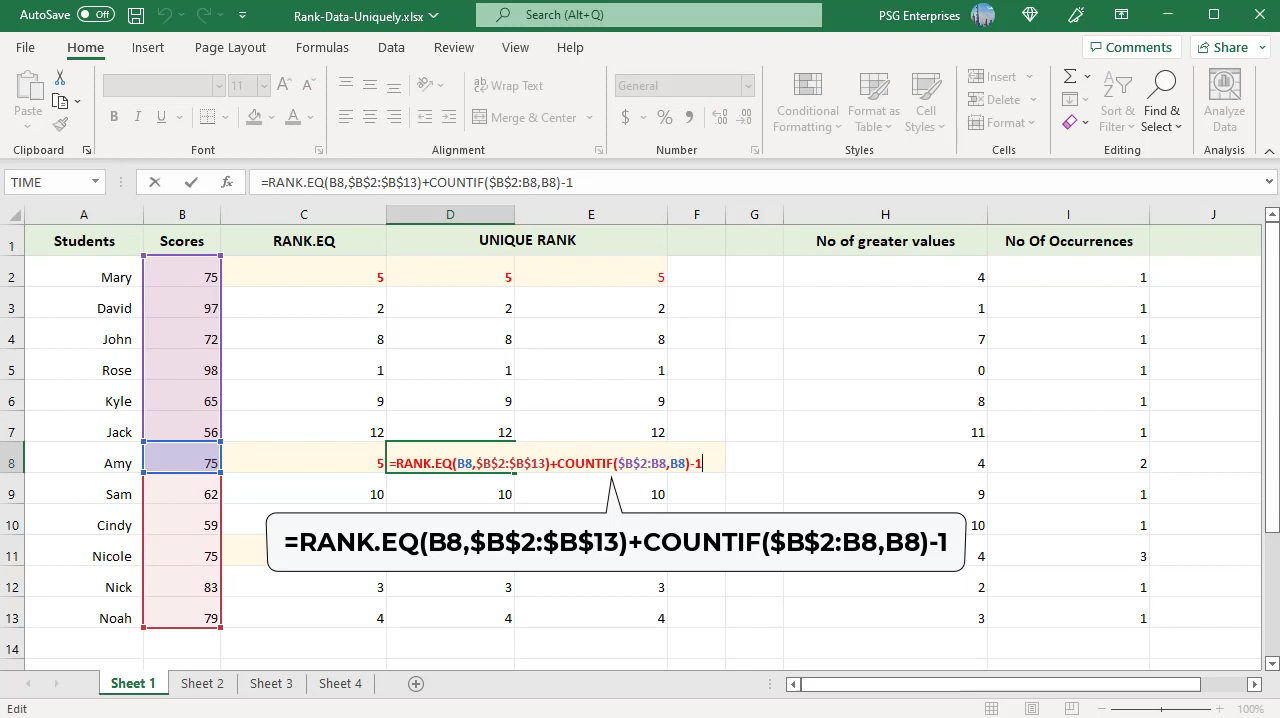 AutoSave Off Rank-Data-Uniquely.xlsx Search (Alt+Q) PSG Enterprises
File Home Insert Page Layout Formulas Data Review View Help Comments Share
Paste
Clipboard
11
B I U A
Font
Wrap Text
Merge & Center
Alignment
General
$ % 9
Number
Conditional Formatting
Format as Table
Cell Styles
Styles
Insert
Delete
Format
Cells
Sort & Filter
Find & Select
Editing
Analyze Data
Analysis
TIME fx =RANK.EQ(B8,$B$2:$B$13)+COUNTIF($B$2:B8,B8)-1
A B C D E F G H I J
1 Students Scores RANK.EQ UNIQUE RANK No of greater values No Of Occurrences
2 Mary 75 5 5 5 4 1
3 David 97 2 2 2 1 1
4 John 72 8 8 8 7 1
5 Rose 98 1 1 1 0 1
6 Kyle 65 9 9 9 8 1
7 Jack 56 12 12 12 11 1
8 Amy 75 5 =RANK.EQ(B8,$B$2:$B$13)+COUNTIF($B$2:B8,B8)-1 4 2
9 Sam 62 10 10 10 9 1
10 Cindy 59 10 1
=RANK.EQ(B8,$B$2:$B$13)+COUNTIF($B$2:B8,B8)-1
11 Nicole 75 4 3
12 Nick 83 3 3 3 2 1
13 Noah 79 4 4 4 3 1
14
Sheet 1 Sheet 2 Sheet 3 Sheet 4
Edit 100%